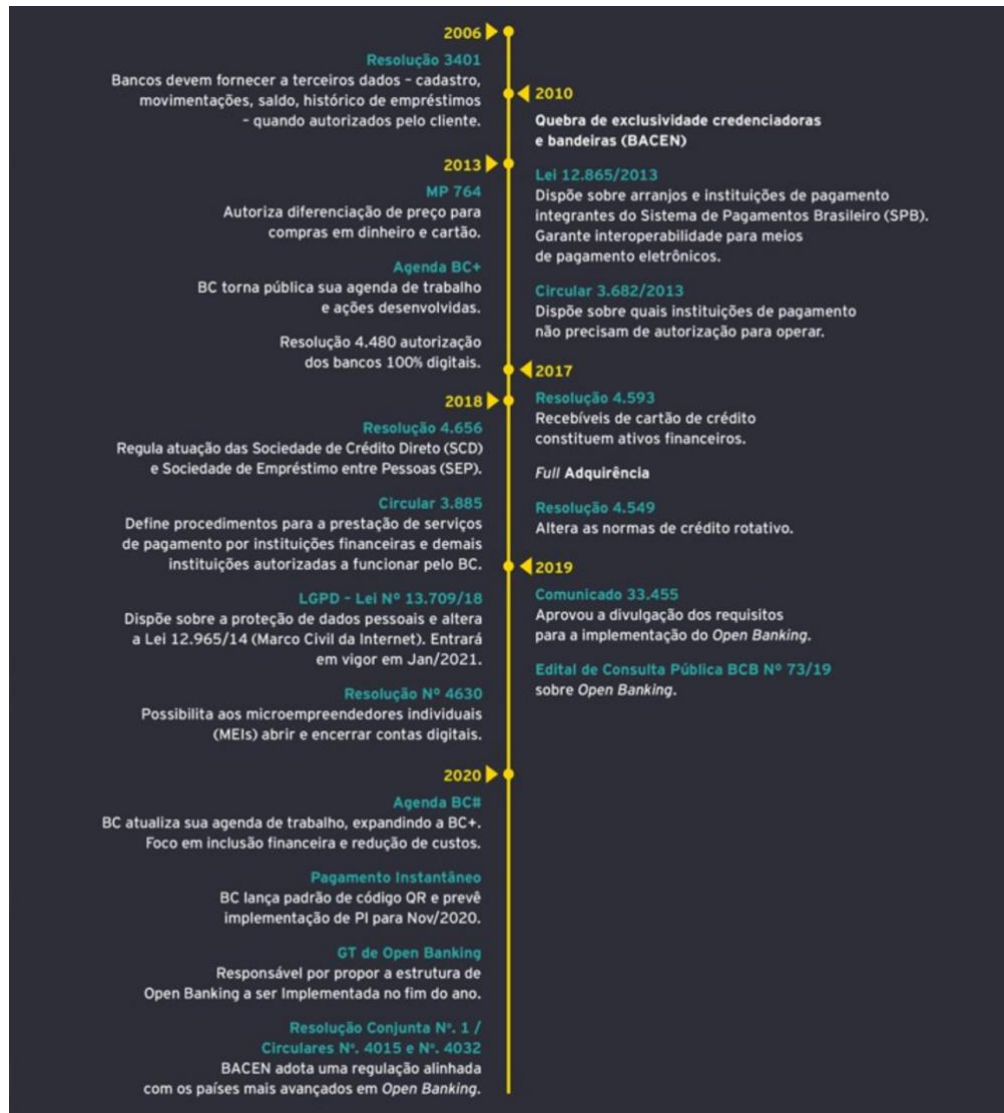 2006
Resolução 3401
Bancos devem fornecer a terceiros dados – cadastro,
movimentações, saldo, histórico de empréstimos
– quando autorizados pelo cliente.
2010
Quebra de exclusividade credenciadoras
e bandeiras (BACEN)
Lei 12.865/2013
Dispõe sobre arranjos e instituições de pagamento
integrantes do Sistema de Pagamentos Brasileiro (SPB).
Garante interoperabilidade para meios
de pagamento eletrônicos.
Circular 3.682/2013
Dispõe sobre quais instituições de pagamento
não precisam de autorização para operar.
2013
MP 764
Autoriza diferenciação de preço para
compras em dinheiro e cartão.
Agenda BC+
BC torna pública sua agenda de trabalho
e ações desenvolvidas.
Resolução 4.480 autorização
dos bancos 100% digitais.
2017
Resolução 4.593
Recebíveis de cartão de crédito
constituem ativos financeiros.
Full Adquirência
Resolução 4.549
Altera as normas de crédito rotativo.
2018
Resolução 4.656
Regula atuação das Sociedade de Crédito Direto (SCD)
e Sociedade de Empréstimo entre Pessoas (SEP).
Circular 3.885
Define procedimentos para a prestação de serviços
de pagamento por instituições financeiras e demais
instituições autorizadas a funcionar pelo BC.
LGPD – Lei Nº 13.709/18
Dispõe sobre a proteção de dados pessoais e altera
a Lei 12.965/14 (Marco Civil da Internet). Entrará
em vigor em Jan/2021.
Resolução Nº 4630
Possibilita aos microempreendedores individuais
(MEIs) abrir e encerrar contas digitais.
2019
Comunicado 33.455
Aprovou a divulgação dos requisitos
para a implementação do Open Banking.
Edital de Consulta Pública BCB Nº 73/19
sobre Open Banking.
2020
Agenda BC#
BC atualiza sua agenda de trabalho, expandindo a BC+.
Foco em inclusão financeira e redução de custos.
Pagamento Instantâneo
BC lança padrão de código QR e prevê
implementação de PI para Nov/2020.
GT de Open Banking
Responsável por propor a estrutura de
Open Banking a ser Implementada no fim do ano.
Resolução Conjunta Nº. 1 /
Circulares Nº. 4015 e Nº. 4032
BACEN adota uma regulação alinhada
com os países mais avançados em Open Banking.